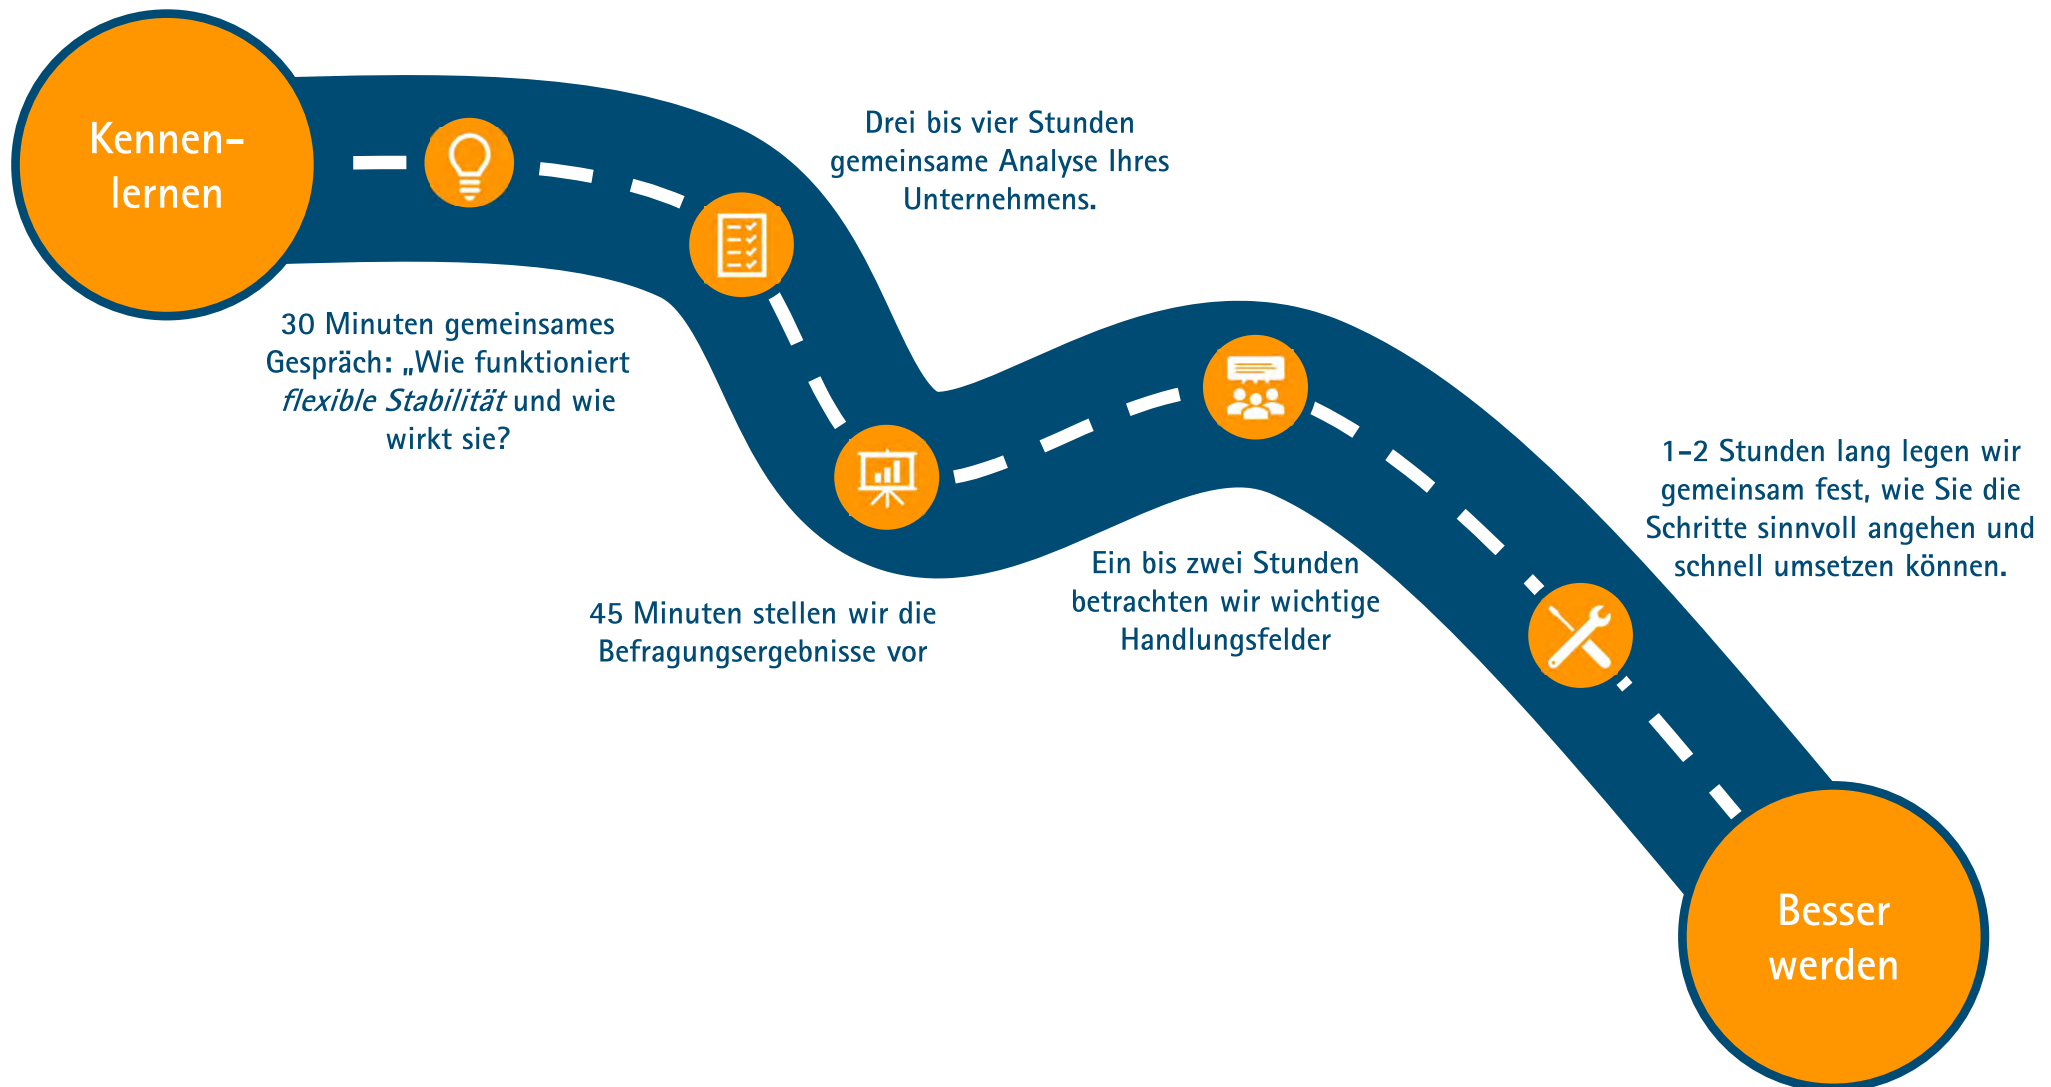 Kennen-
lernen
30 Minuten gemeinsames
Gespräch: „Wie funktioniert
flexible Stabilität und wie
wirkt sie?
Drei bis vier Stunden
gemeinsame Analyse Ihres
Unternehmens.
45 Minuten stellen wir die
Befragungsergebnisse vor
Ein bis zwei Stunden
betrachten wir wichtige
Handlungsfelder
1-2 Stunden lang legen wir
gemeinsam fest, wie Sie die
Schritte sinnvoll angehen und
schnell umsetzen können.
Besser
werden